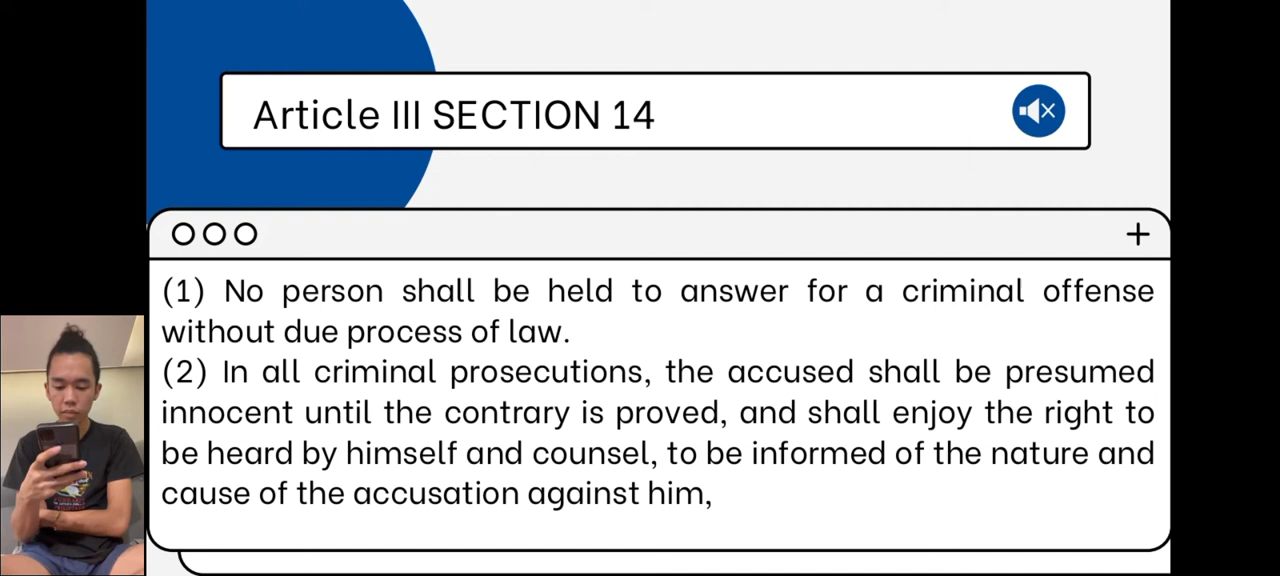 Article III SECTION 14
(1) No person shall be held to answer for a criminal offense
without due process of law.
(2) In all criminal prosecutions, the accused shall be presumed
innocent until the contrary is proved, and shall enjoy the right to
be heard by himself and counsel, to be informed of the nature and
cause of the accusation against him,